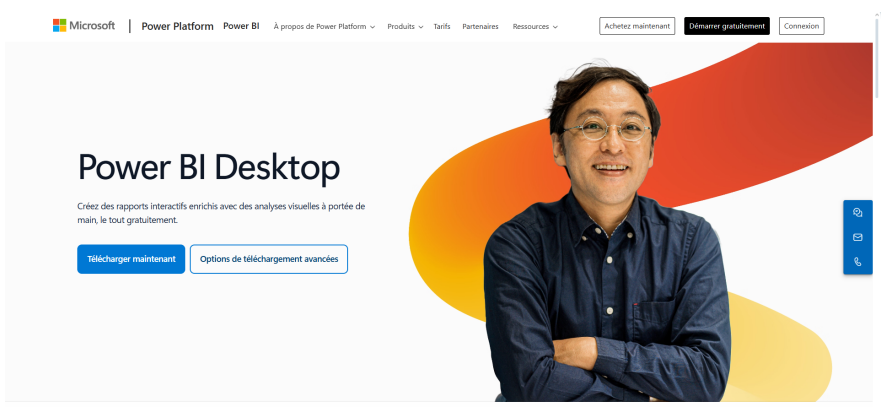 Microsoft Power Platform Power BI À propos de Power Platform Produits Tarifs Partenaires Ressources Achetez maintenant Démarrer gratuitement Connexion
Power BI Desktop
Créez des rapports interactifs enrichis avec des analyses visuelles à portée de
main, le tout gratuitement.
Télécharger maintenant Options de téléchargement avancées